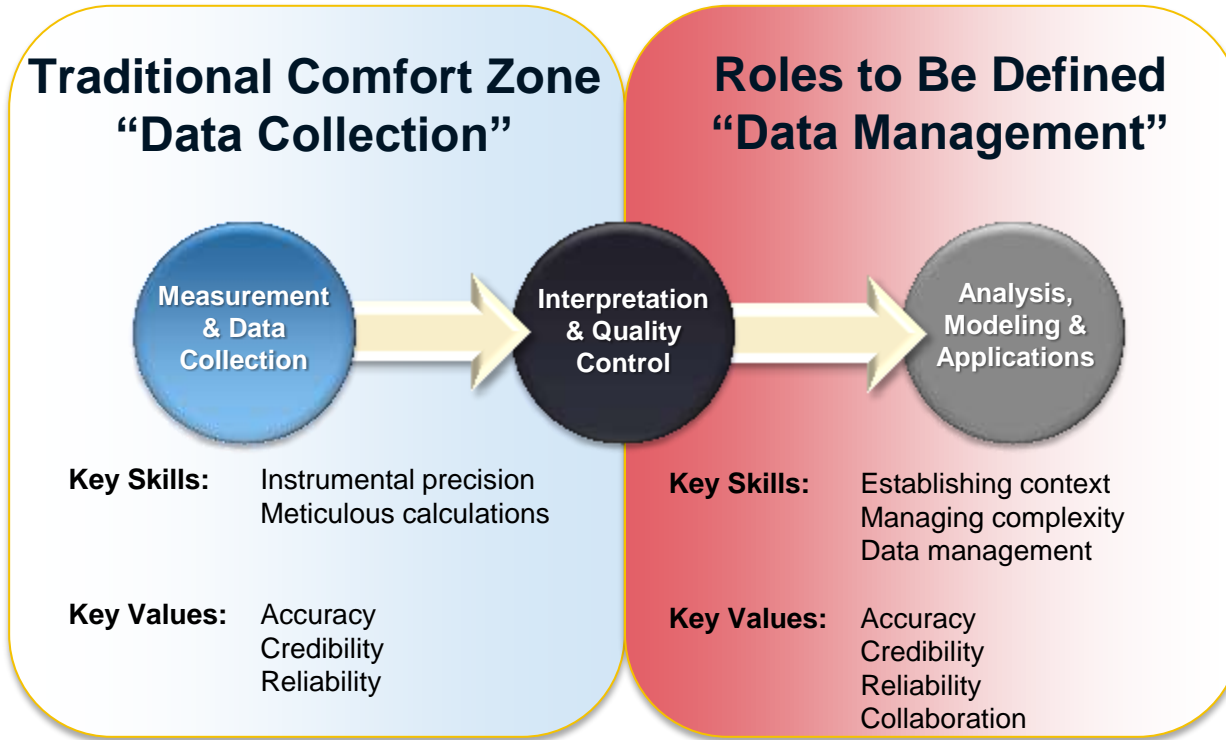 Traditional Comfort Zone
“Data Collection”
Roles to Be Defined
“Data Management”
Measurement
& Data
Collection
Interpretation
& Quality
Control
Analysis,
Modeling &
Applications
Key Skills: Instrumental precision
Meticulous calculations
Key Values: Accuracy
Credibility
Reliability
Key Skills: Establishing context
Managing complexity
Data management
Key Values: Accuracy
Credibility
Reliability
Collaboration